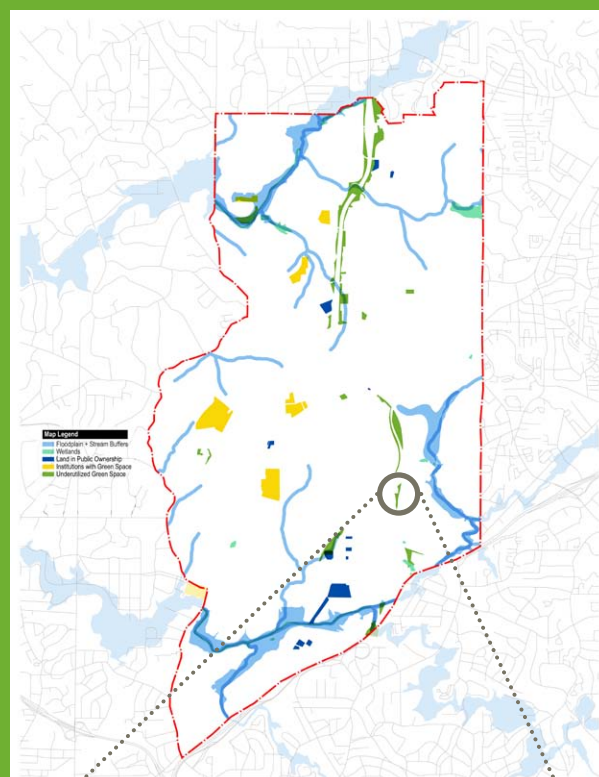 Map Legend
Floodplain + Stream Buffers
Wetlands
Land in Public Ownership
Institutions with Green Space
Underutilized Green Space